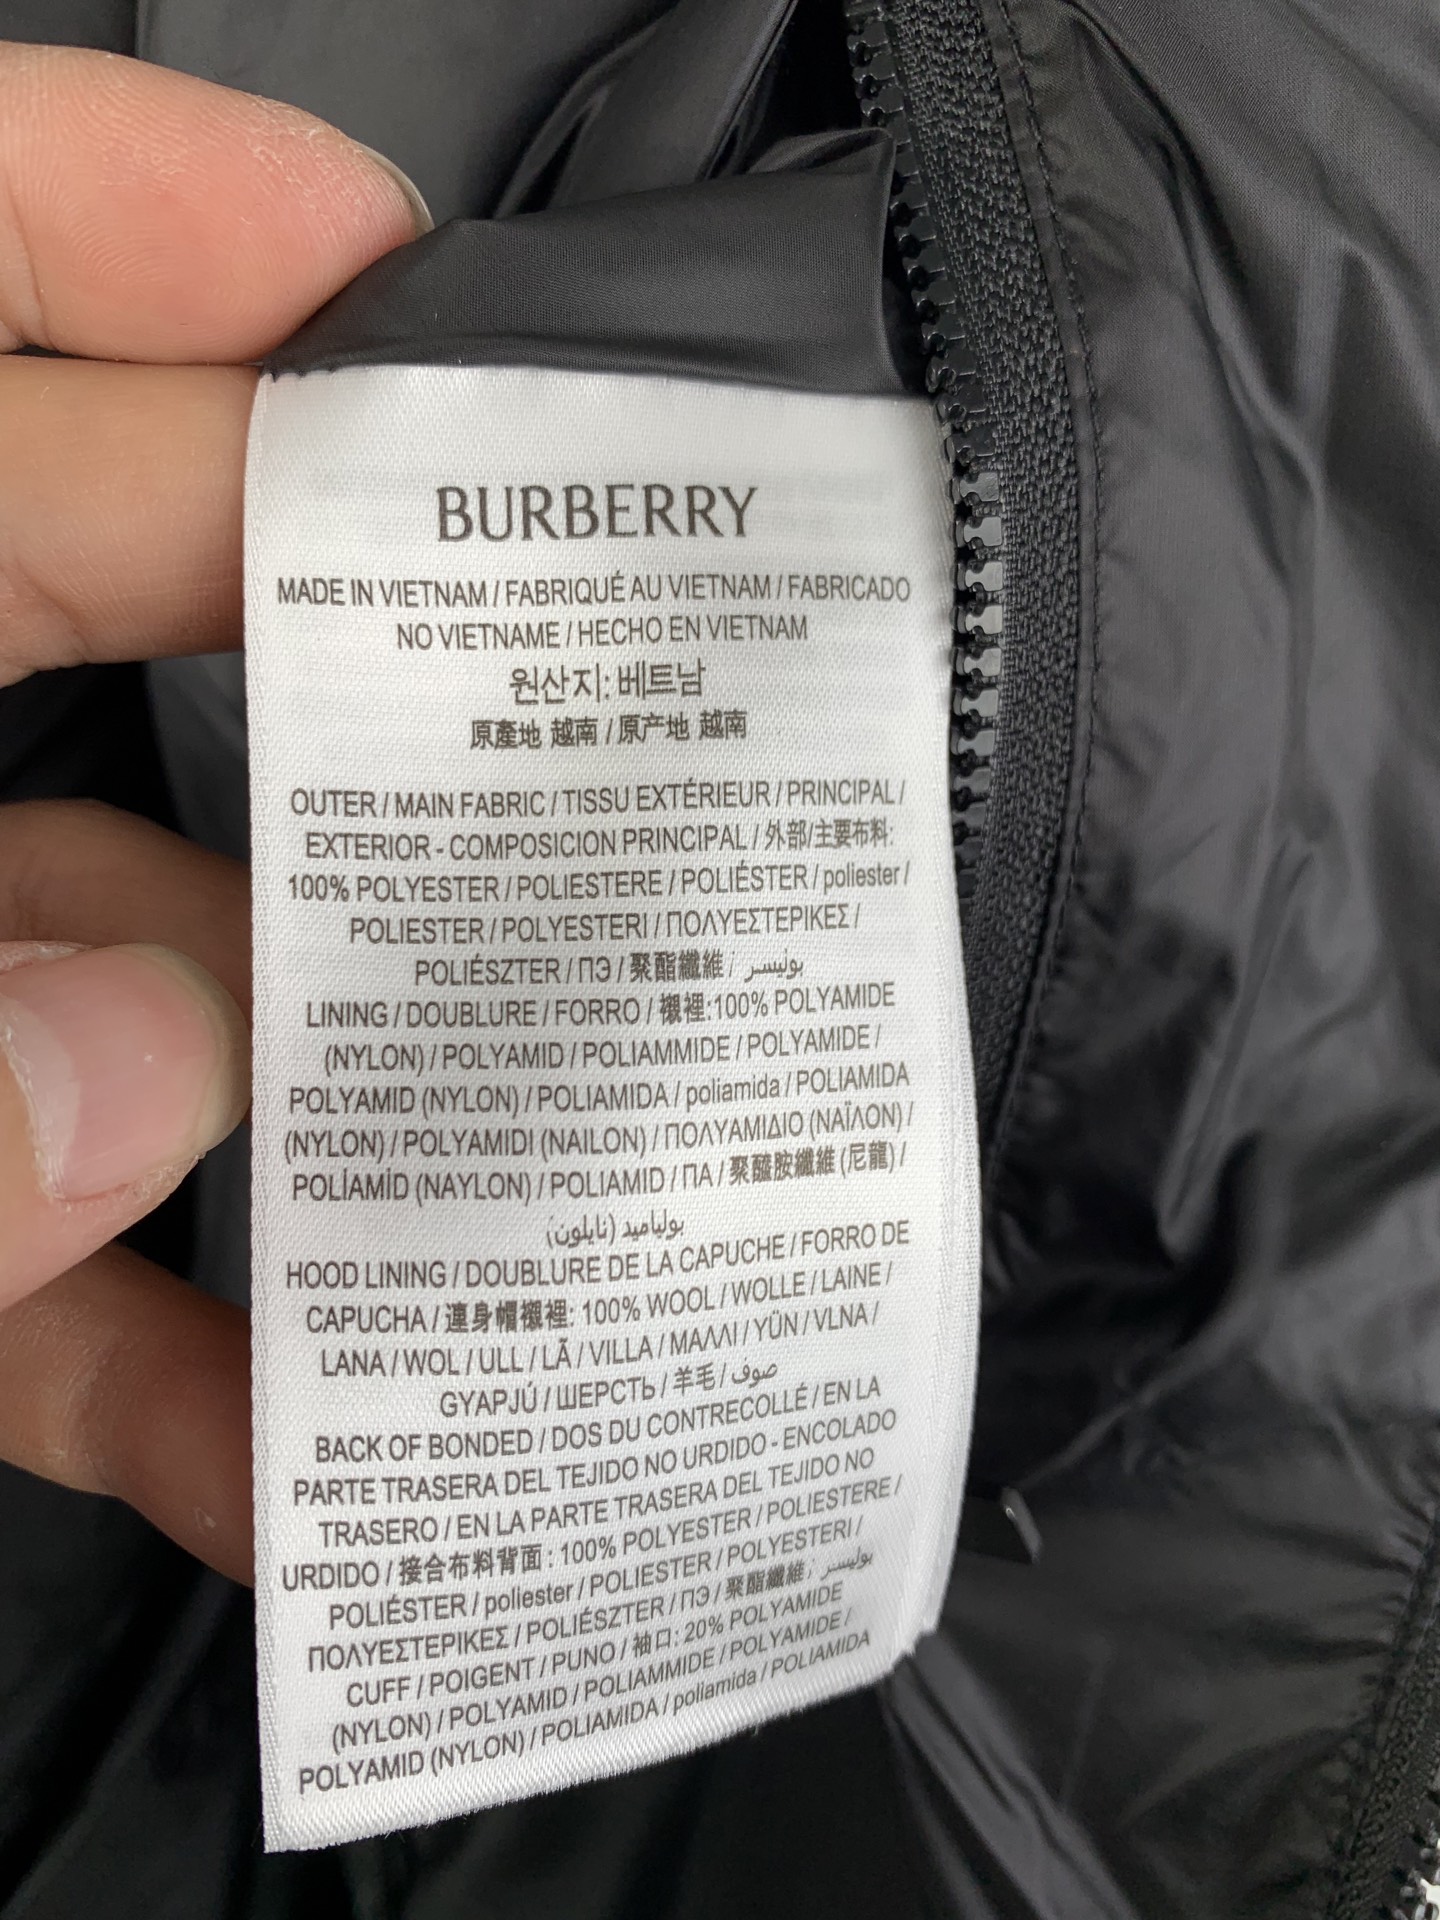 BURBERRY
MADE IN VIETNAM / FABRIQUÉ AU VIETNAM / FABRICADO
NO VIETNAME / HECHO EN VIETNAM
원산지: 베트남
原產地 越南 / 原产地 越南
OUTER / MAIN FABRIC / TISSU EXTÉRIEUR / PRINCIPAL /
EXTERIOR - COMPOSICION PRINCIPAL / 外部/主要布料:
100% POLYESTER / POLIESTERE / POLIÉSTER / poliester /
POLIESTER / POLYESTERI / ΠΟΛΥΕΣΤΕΡΙΚΕΣ /
POLIÉSZTER / ПЭ / 聚酯纖維 / بوليسر
LINING / DOUBLURE / FORRO / 襯裡:100% POLYAMIDE
(NYLON) / POLYAMID / POLIAMMIDE / POLYAMIDE /
POLYAMID (NYLON) / POLIAMIDA / poliamida / POLIAMIDA
(NYLON) / POLYAMIDI (NAILON) / ΠΟΛΥΑΜΙΔΙΟ (ΝΑΪΛΟΝ) /
POLÍAMÍD (NAYLON) / POLIAMID / ПА / 聚醯胺纖維 (尼龍) /
بولياميد (نايلون)
HOOD LINING / DOUBLURE DE LA CAPUCHE / FORRO DE
CAPUCHA / 連身帽襯裡: 100% WOOL / WOLLE / LAINE /
LANA / WOL / ULL / LÃ / VILLA / ΜΑΛΛΙ / YÜN / VLNA /
GYAPJÚ / ШЕРСТЬ / 羊毛 / صوف
BACK OF BONDED / DOS DU CONTRECOLLÉ / EN LA
PARTE TRASERA DEL TEJIDO NO URDIDO - ENCOLADO
TRASERO / EN LA PARTE TRASERA DEL TEJIDO NO
URDIDO / 接合布料背面 : 100% POLYESTER / POLIESTERE /
POLIÉSTER / poliester / POLIESTER / POLYESTERI /
ΠΟΛΥΕΣΤΕΡΙΚΕΣ / POLIÉSZTER / ПЭ / 聚酯纖維 / بوليسر
CUFF / POIGENT / PUNO / 袖口: 20% POLYAMIDE
(NYLON) / POLYAMID / POLIAMMIDE / POLYAMIDE /
POLYAMID (NYLON) / POLIAMIDA / poliamida / POLIAMIDA